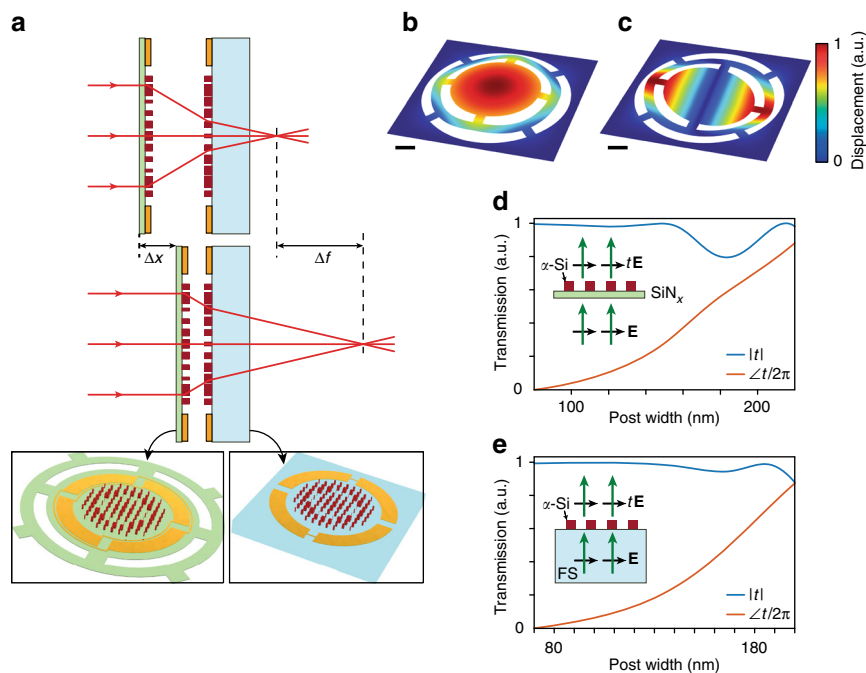 a
Δx
Δf
b
c
1
0
Displacement (a.u.)
d
1
0
Transmission (a.u.)
α-Si
tE
SiNx
E
|t|
∠t/2π
100
200
Post width (nm)
e
1
0
Transmission (a.u.)
α-Si
tE
FS
E
|t|
∠t/2π
80
180
Post width (nm)